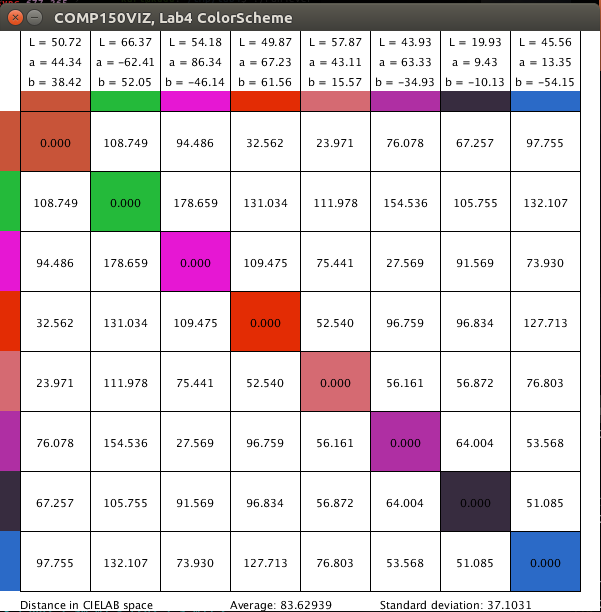 COMP150VIZ, Lab4 ColorScheme
L = 50.72 L = 66.37 L = 54.18 L = 49.87 L = 57.87 L = 43.93 L = 19.93 L = 45.56
a = 44.34 a = −62.41 a = 86.34 a = 67.23 a = 43.11 a = 63.33 a = 9.43 a = 13.35
b = 38.42 b = 52.05 b = −46.14 b = 61.56 b = 15.57 b = −34.93 b = −10.13 b = −54.15
0.000 108.749 94.486 32.562 23.971 76.078 67.257 97.755
108.749 0.000 178.659 131.034 111.978 154.536 105.755 132.107
94.486 178.659 0.000 109.475 75.441 27.569 91.569 73.930
32.562 131.034 109.475 0.000 52.540 96.759 96.834 127.713
23.971 111.978 75.441 52.540 0.000 56.161 56.872 76.803
76.078 154.536 27.569 96.759 56.161 0.000 64.004 53.568
67.257 105.755 91.569 96.834 56.872 64.004 0.000 51.085
97.755 132.107 73.930 127.713 76.803 53.568 51.085 0.000
Distance in CIELAB space Average: 83.62939 Standard deviation: 37.1031